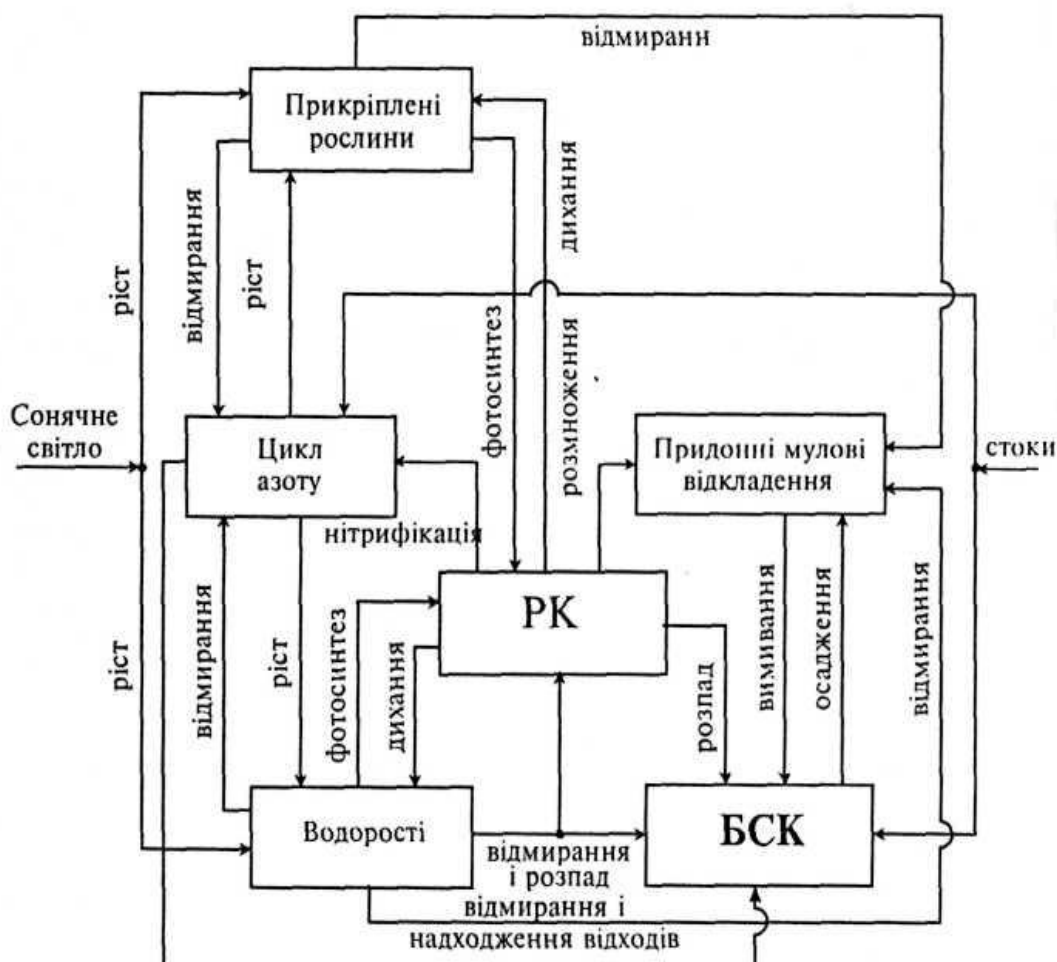 відмиранн
Прикріплені
рослини
дихання
відмирання
ріст
ріст
фотосинтез
розмноження
Сонячне
світло
Цикл
азоту
Придонні мулові
відкладення
стоки
нітрифікація
РК
ріст
відмирання
ріст
фотосинтез
дихання
розпад
вимивання
осадження
відмирання
Водорості
БСК
відмирання
і розпад
відмирання і
надходження відходів